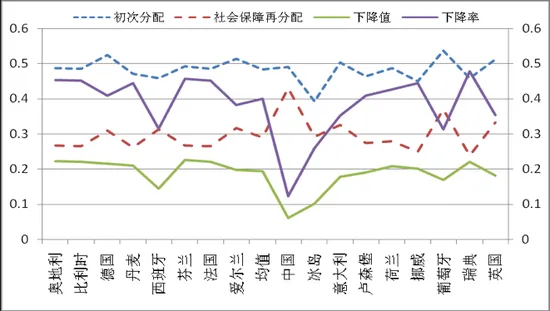 初次分配 社会保障再分配 下降值 下降率
0.6 0.6
0.5 0.5
0.4 0.4
0.3 0.3
0.2 0.2
0.1 0.1
0 0
奥地利
比利时
德国
丹麦
西班牙
芬兰
法国
爱尔兰
均值
中国
冰岛
意大利
卢森堡
荷兰
挪威
葡萄牙
瑞典
英国